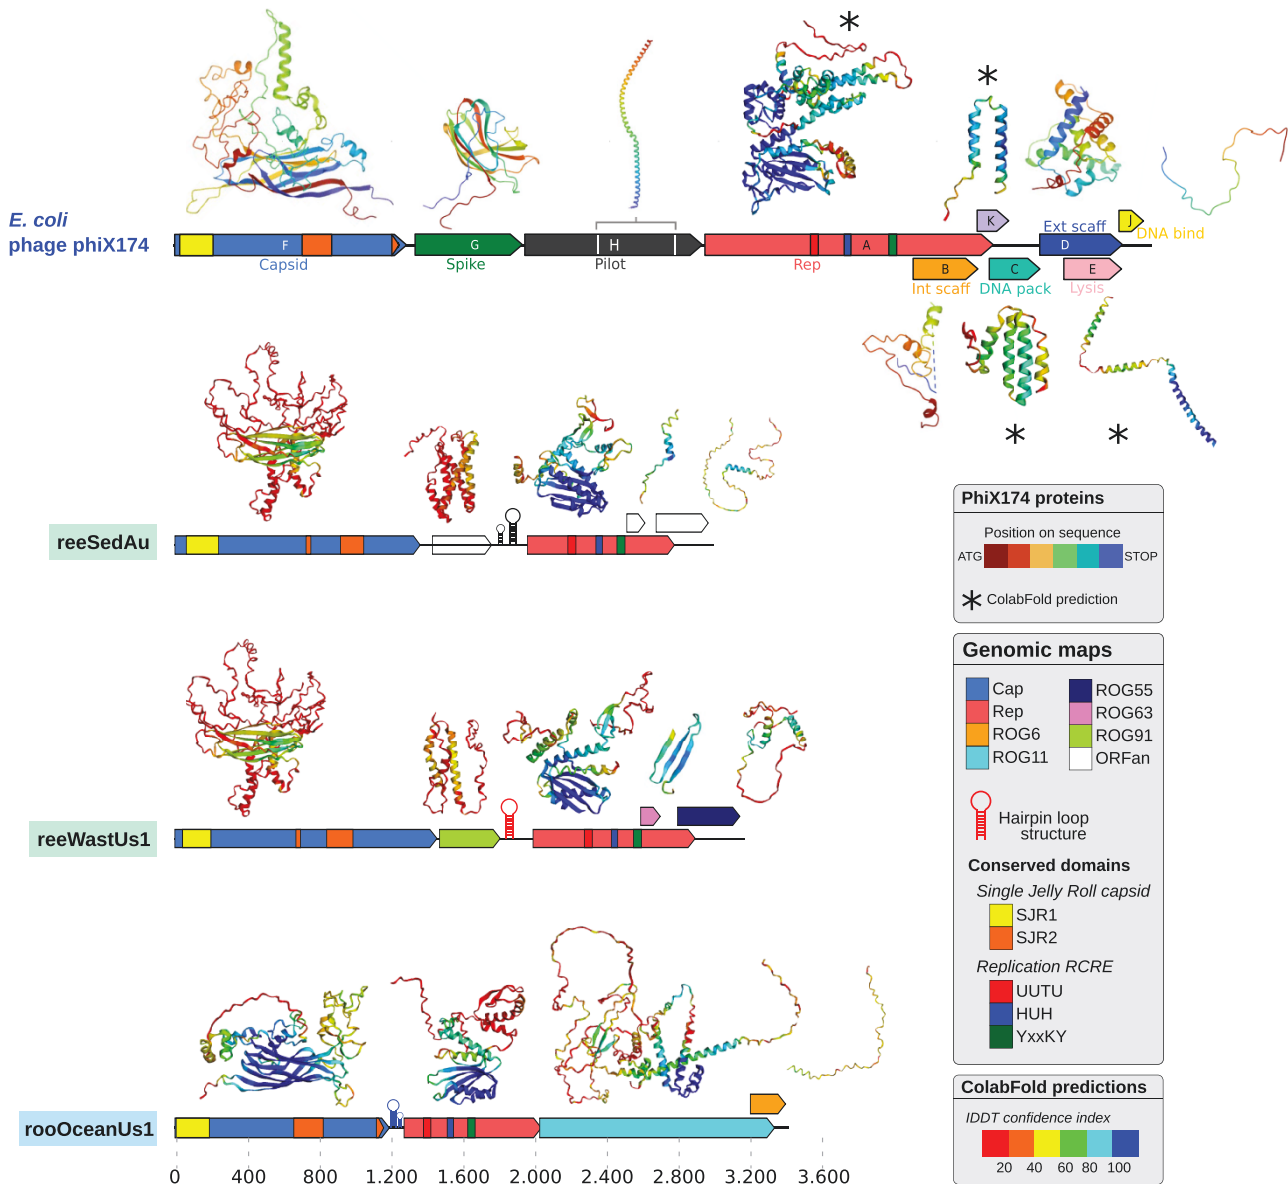 *
*
E. coli
phage phiX174
F
G
H
A
K
J
DNA bind
Ext scaff
D
Capsid
Spike
Pilot
Rep
B
C
E
Int scaff
DNA pack
Lysis
*
*
reeSedAu
PhiX174 proteins
Position on sequence
ATG
STOP
* ColabFold prediction
reeWastUs1
Genomic maps
Cap
Rep
ROG6
ROG11
ROG55
ROG63
ROG91
ORFan
Hairpin loop
structure
Conserved domains
Single Jelly Roll capsid
SJR1
SJR2
Replication RCRE
UUTU
HUH
YxxKY
ColabFold predictions
IDDT confidence index
20 40 60 80 100
rooOceanUs1
0 400 800 1.200 1.600 2.000 2.400 2.800 3.200 3.600